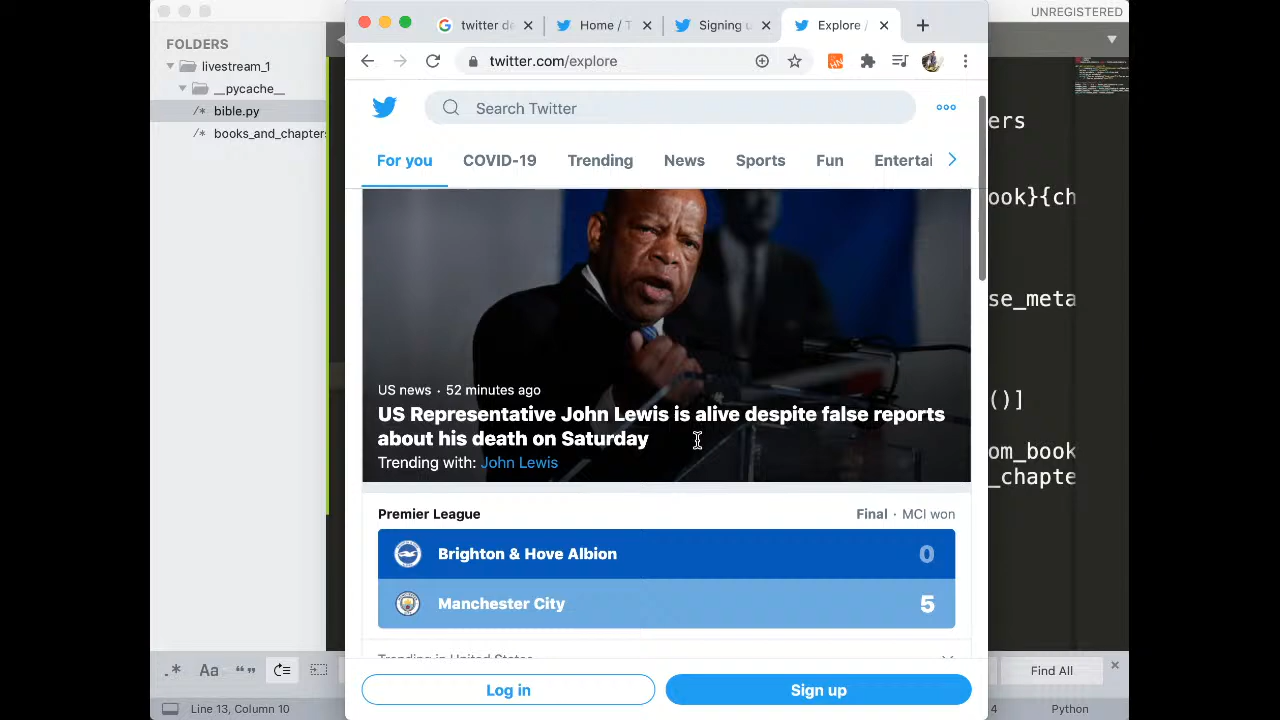 UNREGISTERED
FOLDERS
livestream_1
__pycache__
/* bible.py
/* books_and_chapters
twitter de
Home / T
Signing u
Explore /
twitter.com/explore
Search Twitter
For you
COVID-19
Trending
News
Sports
Fun
Entertai
US news · 52 minutes ago
US Representative John Lewis is alive despite false reports
about his death on Saturday
Trending with: John Lewis
Premier League
Final · MCI won
Brighton & Hove Albion
0
Manchester City
5
Log in
Sign up
ers
ook}{ch
se_meta
()]
om_book
_chapte
.*
Aa
“”
Find All
Line 13, Column 10
4
Python